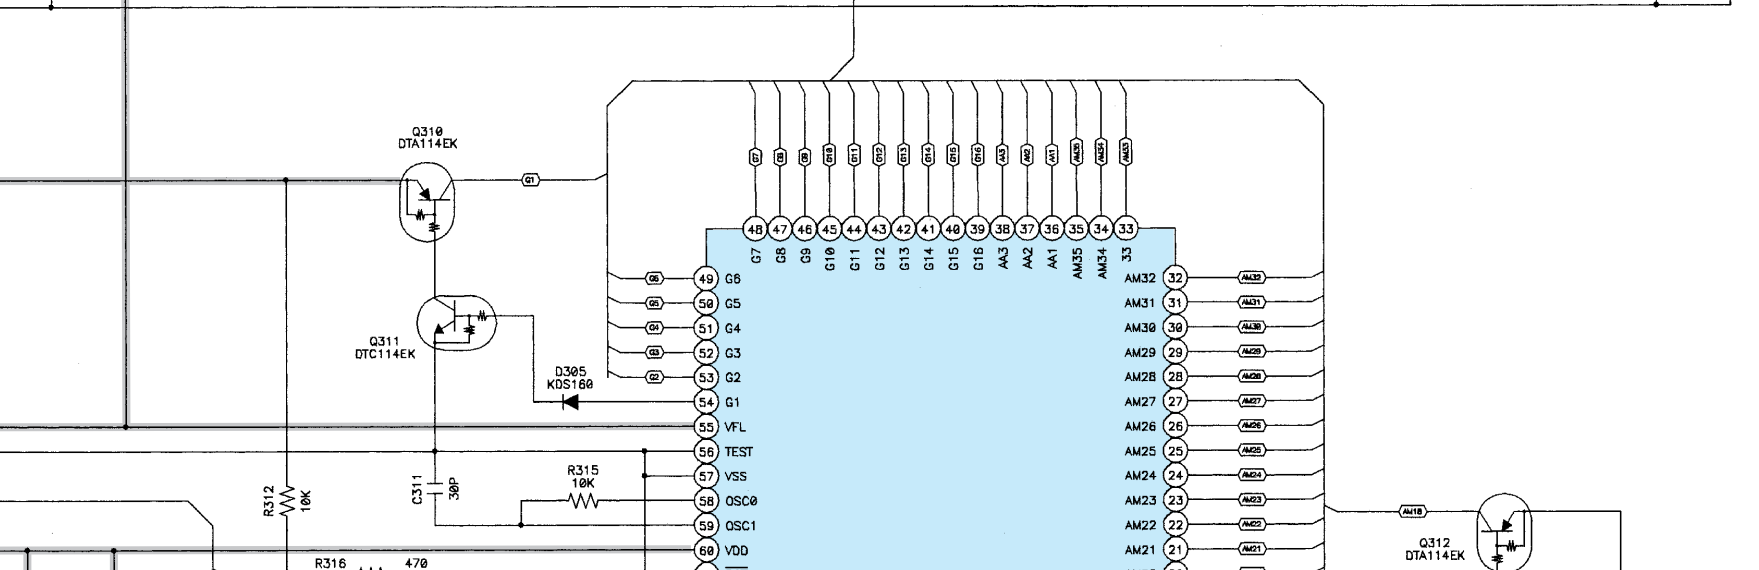 Q310
DTA114EK
G1
G7 G8 G9 G10 G11 G12 G13 G14 G15 G16 AA3 AA2 AA1 AM35 AM34 AM33
48 47 46 45 44 43 42 41 40 39 38 37 36 35 34 33
G7 G8 G9 G10 G11 G12 G13 G14 G15 G16 AA3 AA2 AA1 AM35 AM34 33
G6 49 G6 AM32 32 AM32
G5 50 G5 AM31 31 AM31
G4 51 G4 AM30 30 AM30
G3 52 G3 AM29 29 AM29
G2 53 G2 AM28 28 AM28
54 G1 AM27 27 AM27
55 VFL AM26 26 AM26
56 TEST AM25 25 AM25
57 VSS AM24 24 AM24
58 OSC0 AM23 23 AM23
59 OSC1 AM22 22 AM22
60 VDD AM21 21 AM21
Q311
DTC114EK
D305
KDS160
R315
10K
R312
10K
C311
30P
R316 470
AM18
Q312
DTA114EK